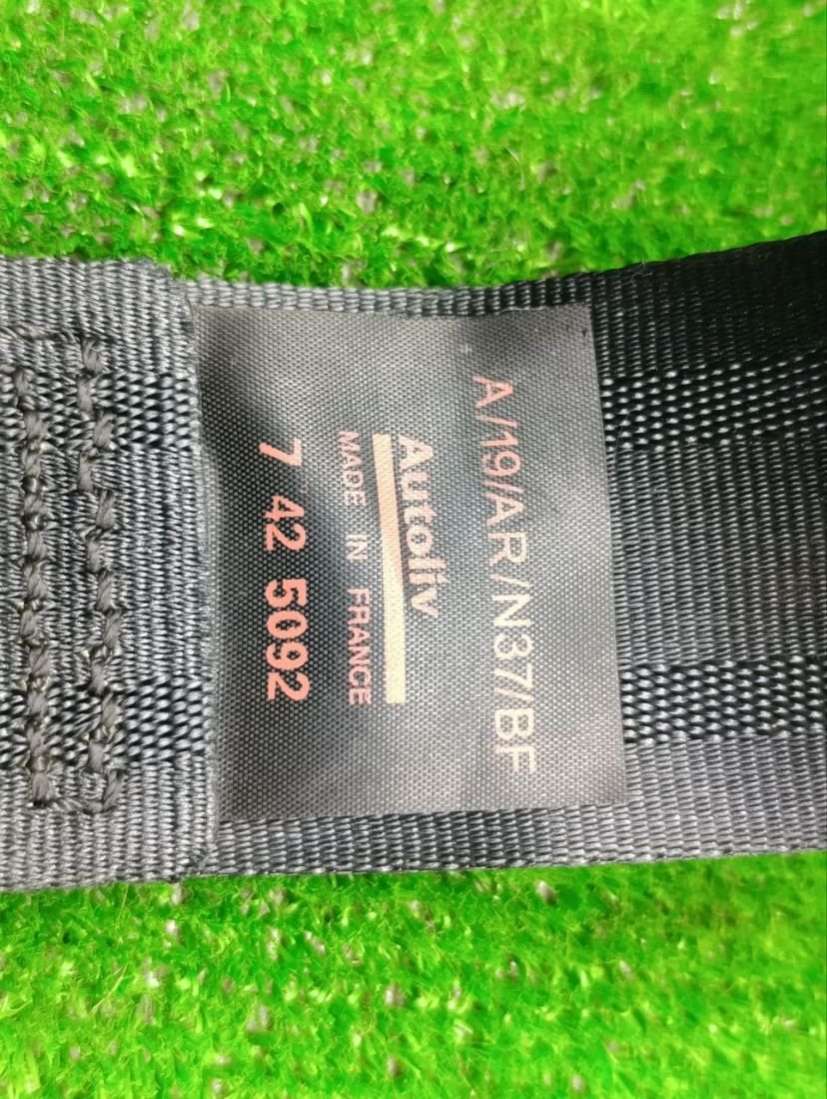 A/19/AR/N37/BF
Autoliv
MADE IN FRANCE
7 42 5092